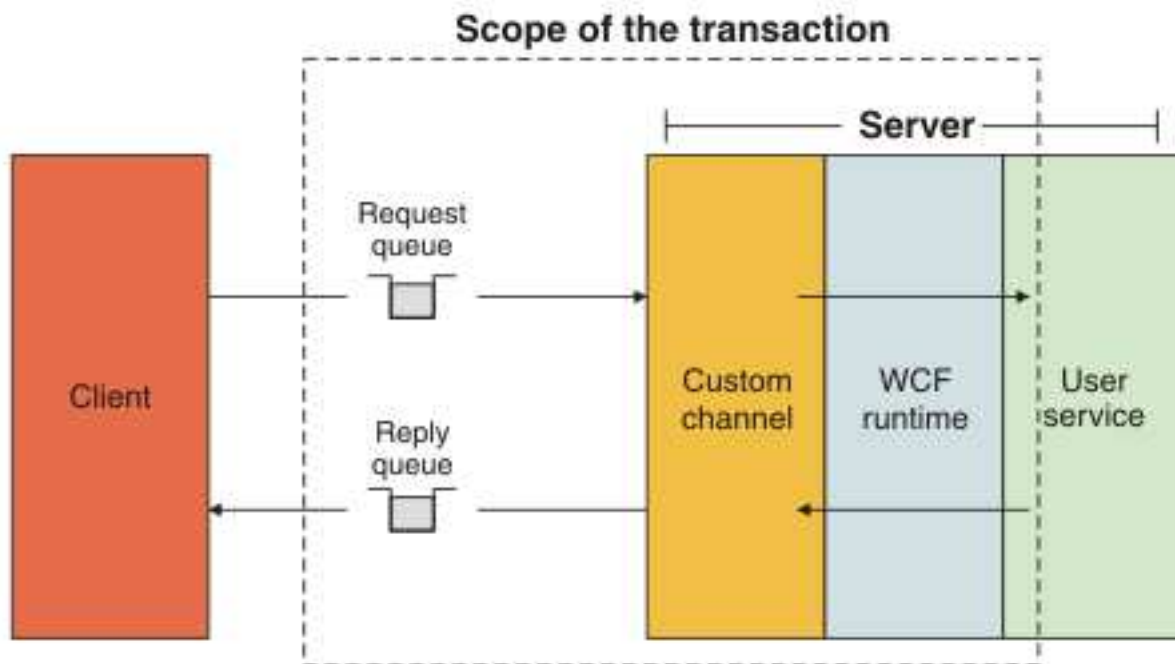 Scope of the transaction
Server
Request
queue
Client
Custom
channel
WCF
runtime
User
service
Reply
queue